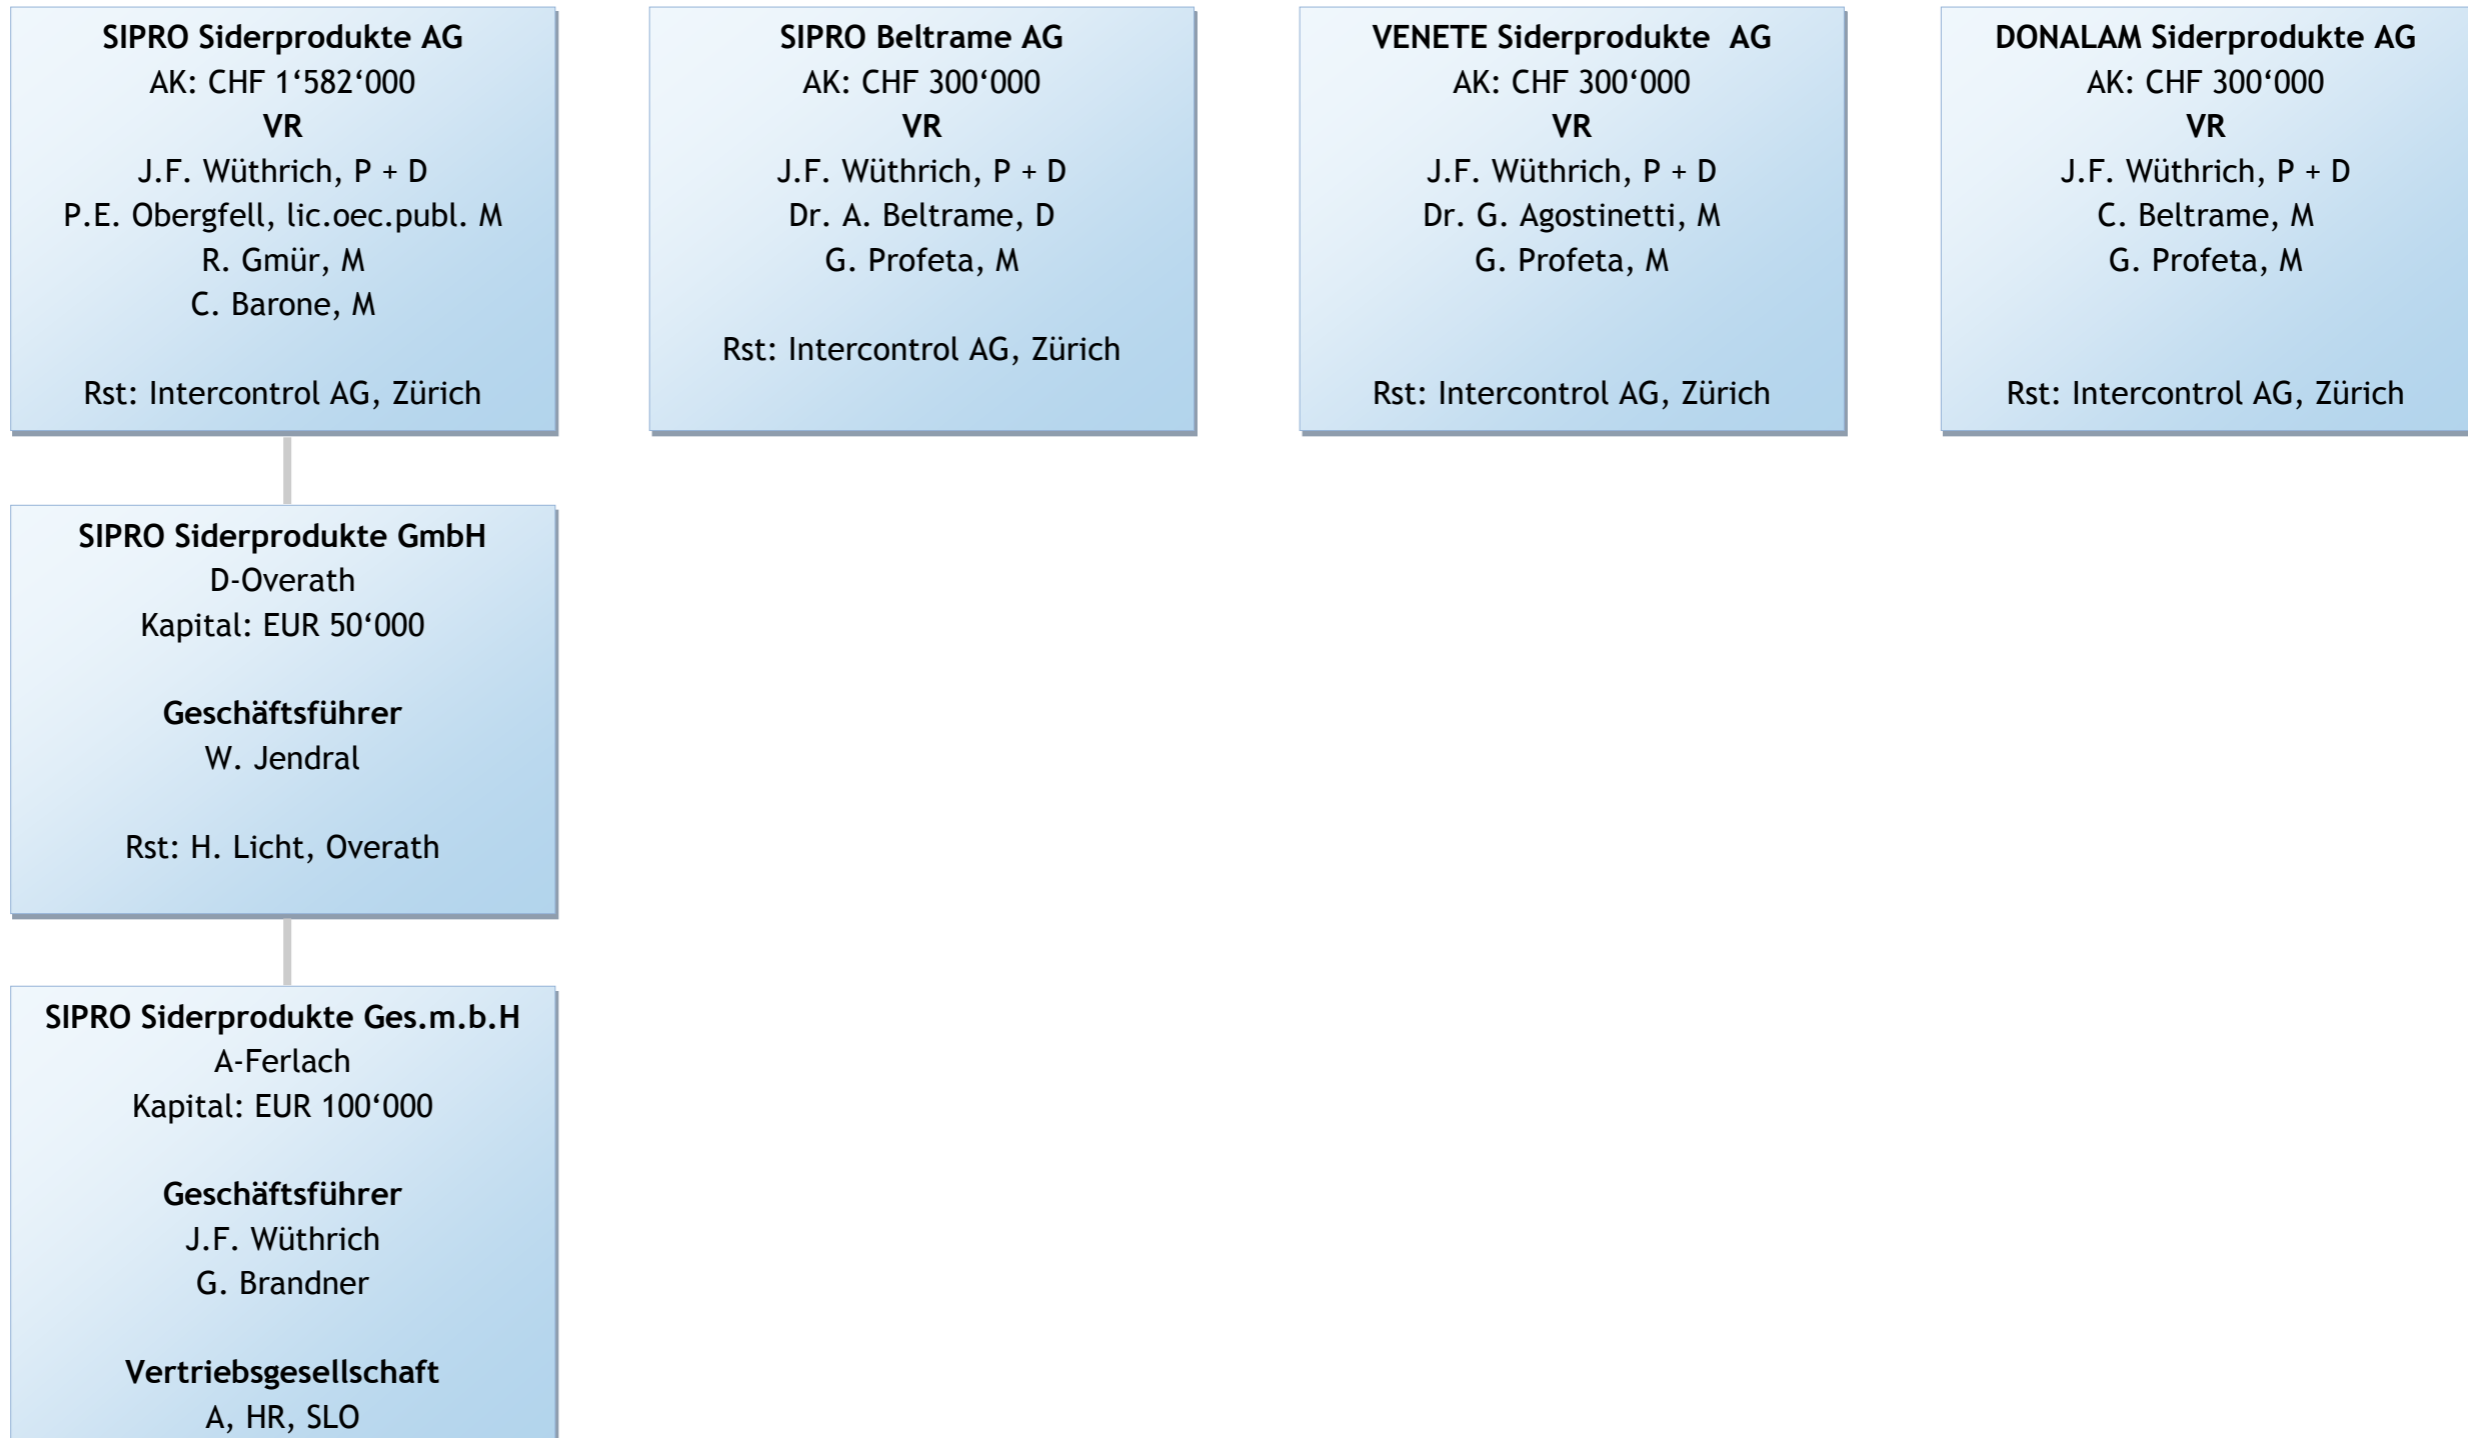 SIPRO Siderprodukte AG
AK: CHF 1‘582‘000
VR
J.F. Wüthrich, P + D
P.E. Obergfell, lic.oec.publ. M
R. Gmür, M
C. Barone, M
Rst: Intercontrol AG, Zürich
SIPRO Beltrame AG
AK: CHF 300‘000
VR
J.F. Wüthrich, P + D
Dr. A. Beltrame, D
G. Profeta, M
Rst: Intercontrol AG, Zürich
VENETE Siderprodukte  AG
AK: CHF 300‘000
VR
J.F. Wüthrich, P + D
Dr. G. Agostinetti, M
G. Profeta, M
Rst: Intercontrol AG, Zürich
DONALAM Siderprodukte AG
AK: CHF 300‘000
VR
J.F. Wüthrich, P + D
C. Beltrame, M
G. Profeta, M
Rst: Intercontrol AG, Zürich
SIPRO Siderprodukte GmbH
D-Overath
Kapital: EUR 50‘000
Geschäftsführer
W. Jendral
Rst: H. Licht, Overath
SIPRO Siderprodukte Ges.m.b.H
A-Ferlach
Kapital: EUR 100‘000
Geschäftsführer
J.F. Wüthrich
G. Brandner
Vertriebsgesellschaft
A, HR, SLO